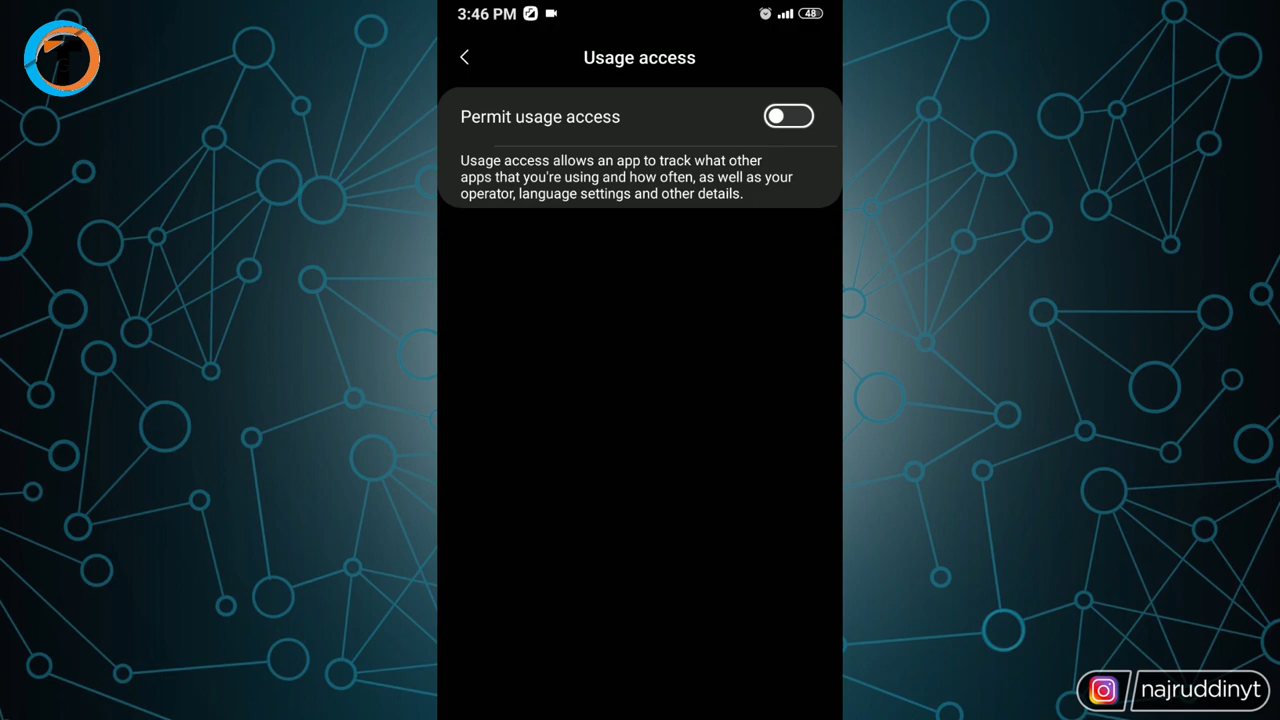 3:46 PM
48
Usage access
Permit usage access
Usage access allows an app to track what other
apps that you're using and how often, as well as your
operator, language settings and other details.
najruddinyt